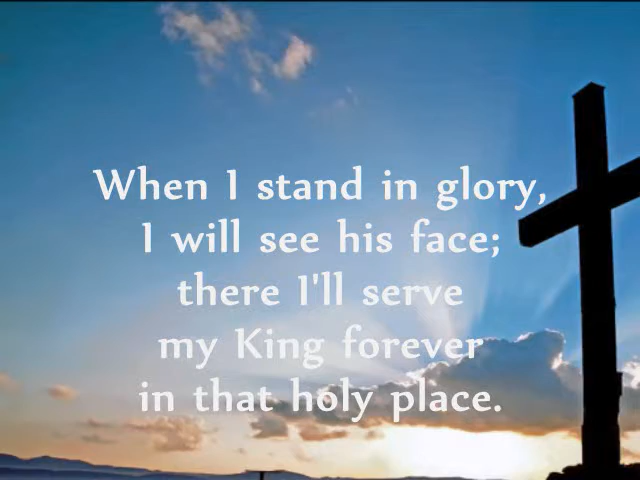 When I stand in glory,
I will see his face;
there I'll serve
my King forever
in that holy place.